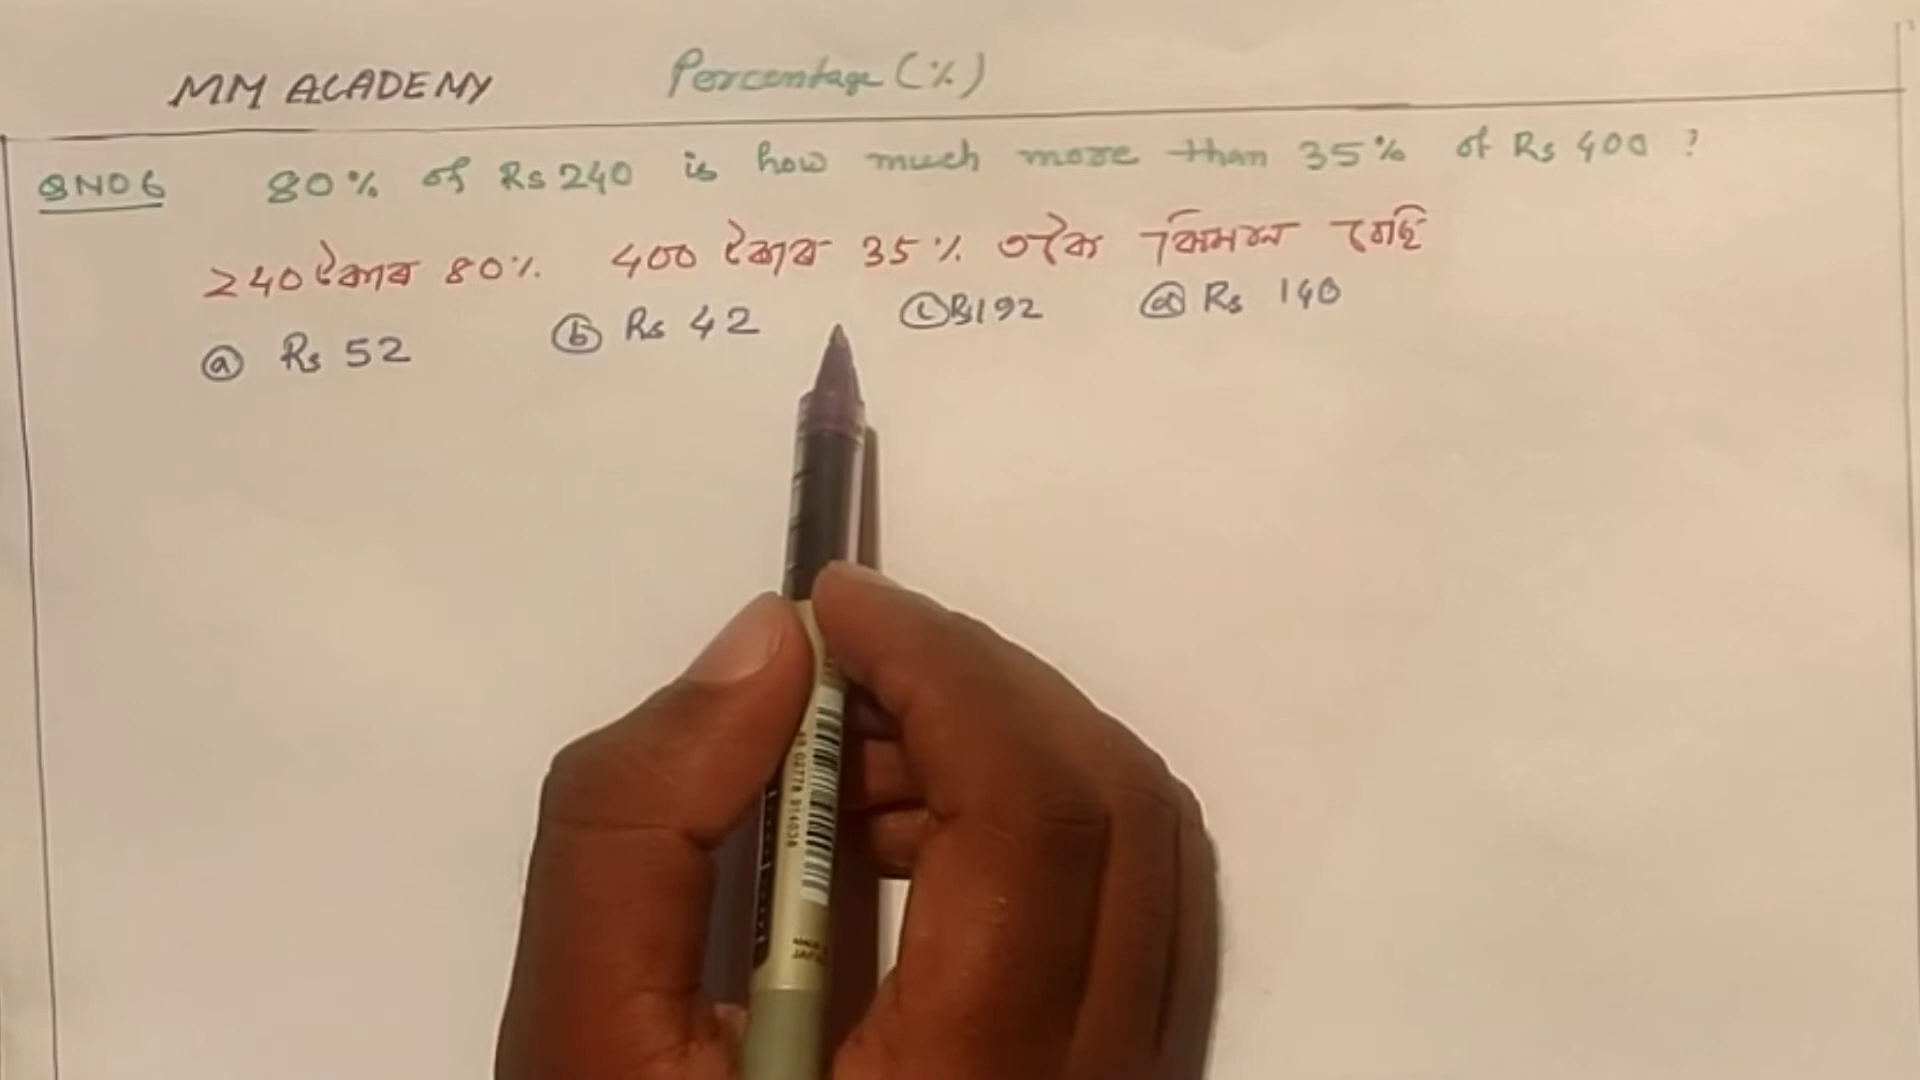 MM ACADEMY Percentage (%)
QNO6 80% of Rs 240 is how much more than 35% of Rs 400 ?
240 টকাৰ 80% 400 টকাৰ 35% তকৈ কিমান বেছি
(a) Rs 52 (b) Rs 42 (c) Rs 192 (d) Rs 140